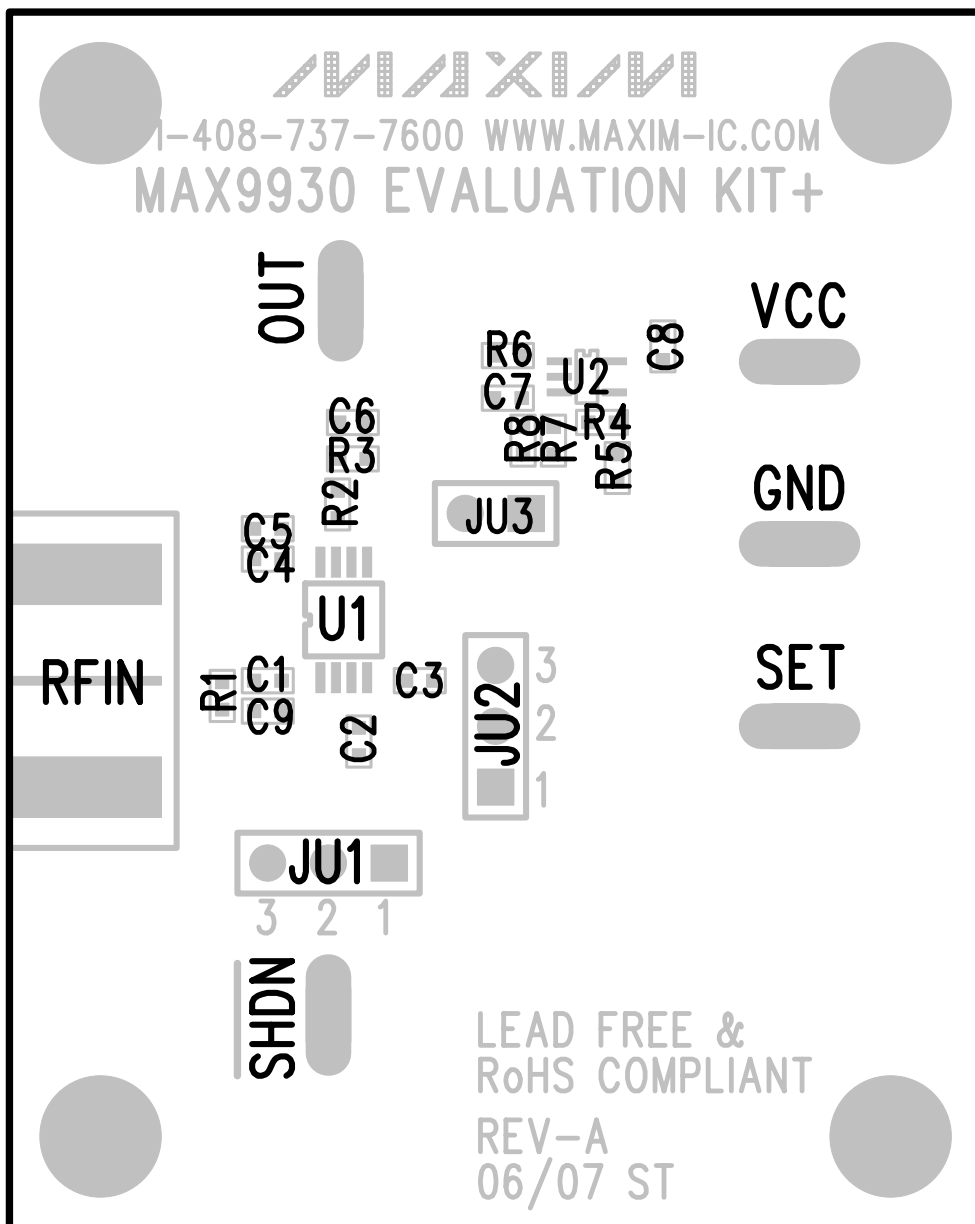 MAXIM
1-408-737-7600 WWW.MAXIM-IC.COM
MAX9930 EVALUATION KIT+
OUT
VCC
R6
C8
U2
C7
C6
R4
R8
R7
R3
R5
GND
R2
JU3
C5
C4
U1
SET
3
RFIN
R1
C1
C3
C9
JU2
2
C2
1
JU1
3 2 1
SHDN
LEAD FREE &
RoHS COMPLIANT
REV-A
06/07 ST